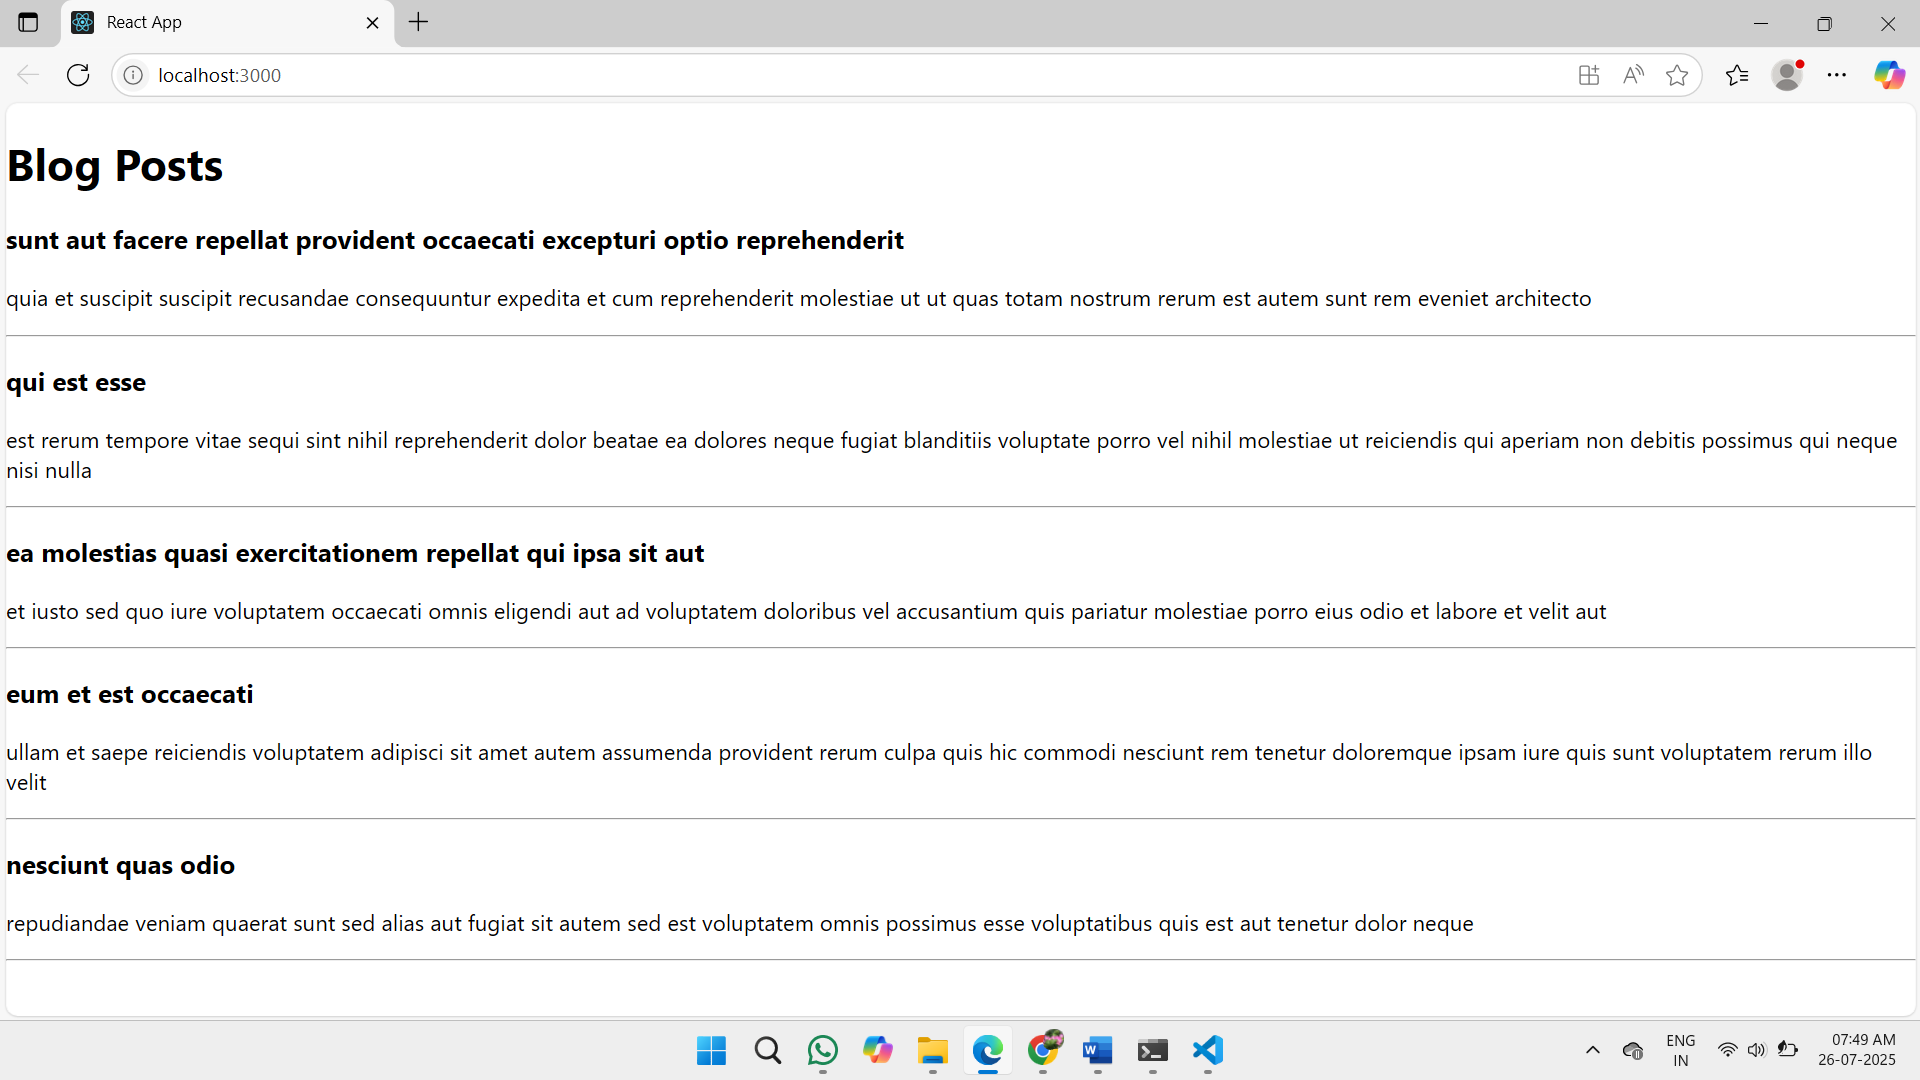 React App
localhost:3000
Blog Posts
sunt aut facere repellat provident occaecati excepturi optio reprehenderit
quia et suscipit suscipit recusandae consequuntur expedita et cum reprehenderit molestiae ut ut quas totam nostrum rerum est autem sunt rem eveniet architecto
qui est esse
est rerum tempore vitae sequi sint nihil reprehenderit dolor beatae ea dolores neque fugiat blanditiis voluptate porro vel nihil molestiae ut reiciendis qui aperiam non debitis possimus qui neque
nisi nulla
ea molestias quasi exercitationem repellat qui ipsa sit aut
et iusto sed quo iure voluptatem occaecati omnis eligendi aut ad voluptatem doloribus vel accusantium quis pariatur molestiae porro eius odio et labore et velit aut
eum et est occaecati
ullam et saepe reiciendis voluptatem adipisci sit amet autem assumenda provident rerum culpa quis hic commodi nesciunt rem tenetur doloremque ipsam iure quis sunt voluptatem rerum illo
velit
nesciunt quas odio
repudiandae veniam quaerat sunt sed alias aut fugiat sit autem sed est voluptatem omnis possimus esse voluptatibus quis est aut tenetur dolor neque
ENG
IN
07:49 AM
26-07-2025